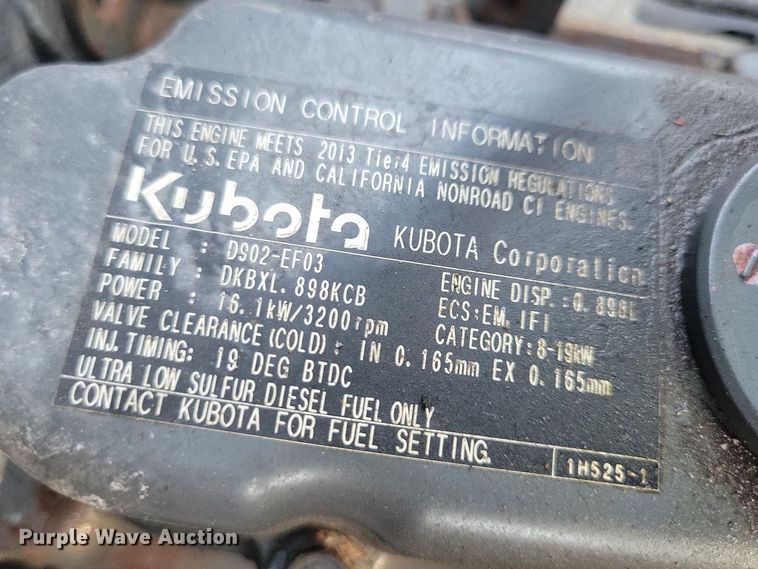 EMISSION CONTROL INFORMATION
THIS ENGINE MEETS 2013 Tier4 EMISSION REGULATIONS
FOR U.S. EPA AND CALIFORNIA NONROAD CI ENGINES.
Kubota KUBOTA Corporation
MODEL : D902-EF03
ENGINE DISP.:0.898L
FAMILY : DKBXL.898KCB
ECS:EM, IFI
POWER : 16.1kW/3200rpm
CATEGORY:8-19kW
VALVE CLEARANCE(COLD): IN 0.165mm EX 0.165mm
INJ.TIMING: 19 DEG BTDC
ULTRA LOW SULFUR DIESEL FUEL ONLY
CONTACT KUBOTA FOR FUEL SETTING.
1H525-1
Purple Wave Auction